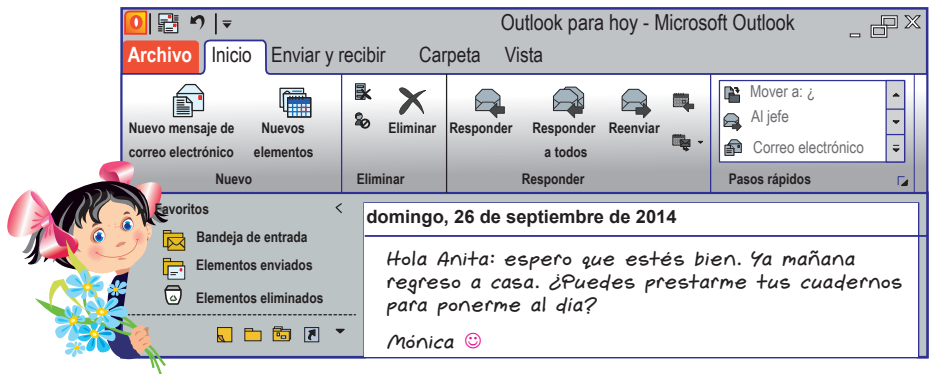 Outlook para hoy - Microsoft Outlook
Archivo Inicio Enviar y recibir Carpeta Vista
Nuevo mensaje de correo electrónico
Nuevos elementos
Nuevo
Eliminar
Eliminar
Responder
Responder a todos
Reenviar
Responder
Mover a: ¿
Al jefe
Correo electrónico
Pasos rápidos
Favoritos <
Bandeja de entrada
Elementos enviados
Elementos eliminados
domingo, 26 de septiembre de 2014
Hola Anita: espero que estés bien. Ya mañana
regreso a casa. ¿Puedes prestarme tus cuadernos
para ponerme al día?
Mónica ☺